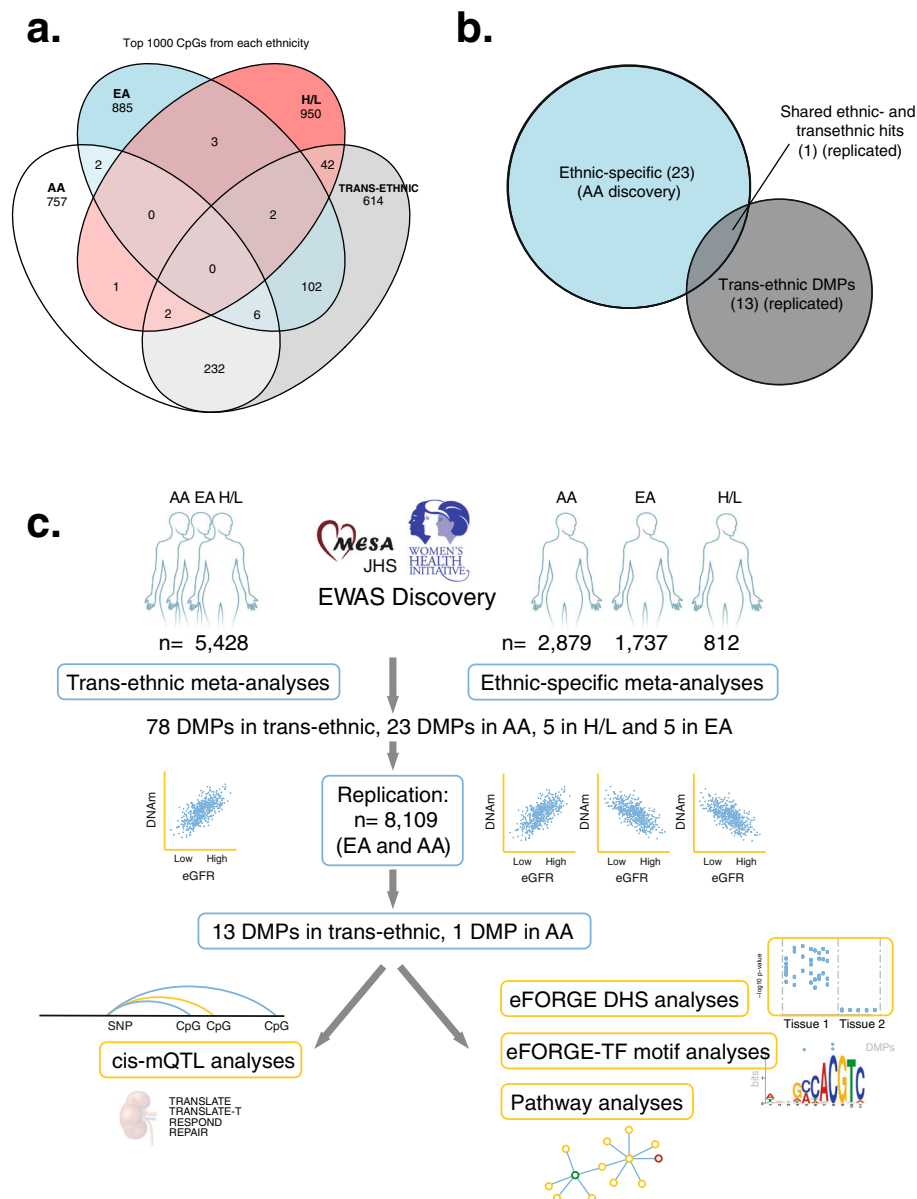 a.
Top 1000 CpGs from each ethnicity
EA
885
H/L
950
AA
757
TRANS-ETHNIC
614
3
2
42
0
2
0
1
102
2
6
232
b.
Ethnic-specific (23)
(AA discovery)
Shared ethnic- and
transethnic hits
(1) (replicated)
Trans-ethnic DMPs
(13) (replicated)
c.
AA EA H/L
n= 5,428
Trans-ethnic meta-analyses
MESA
JHS
WOMEN'S
HEALTH
INITIATIVE
EWAS Discovery
AA EA H/L
n= 2,879 1,737 812
Ethnic-specific meta-analyses
78 DMPs in trans-ethnic, 23 DMPs in AA, 5 in H/L and 5 in EA
DNAm
Low High
eGFR
Replication:
n= 8,109
(EA and AA)
DNAm
Low High
eGFR
DNAm
Low High
eGFR
DNAm
Low High
eGFR
13 DMPs in trans-ethnic, 1 DMP in AA
SNP CpG CpG CpG
cis-mQTL analyses
TRANSLATE
TRANSLATE-T
RESPOND
REPAIR
eFORGE DHS analyses
−log10 p-value
Tissue 1 Tissue 2
eFORGE-TF motif analyses
DMPs
bits
CACGTC
Pathway analyses